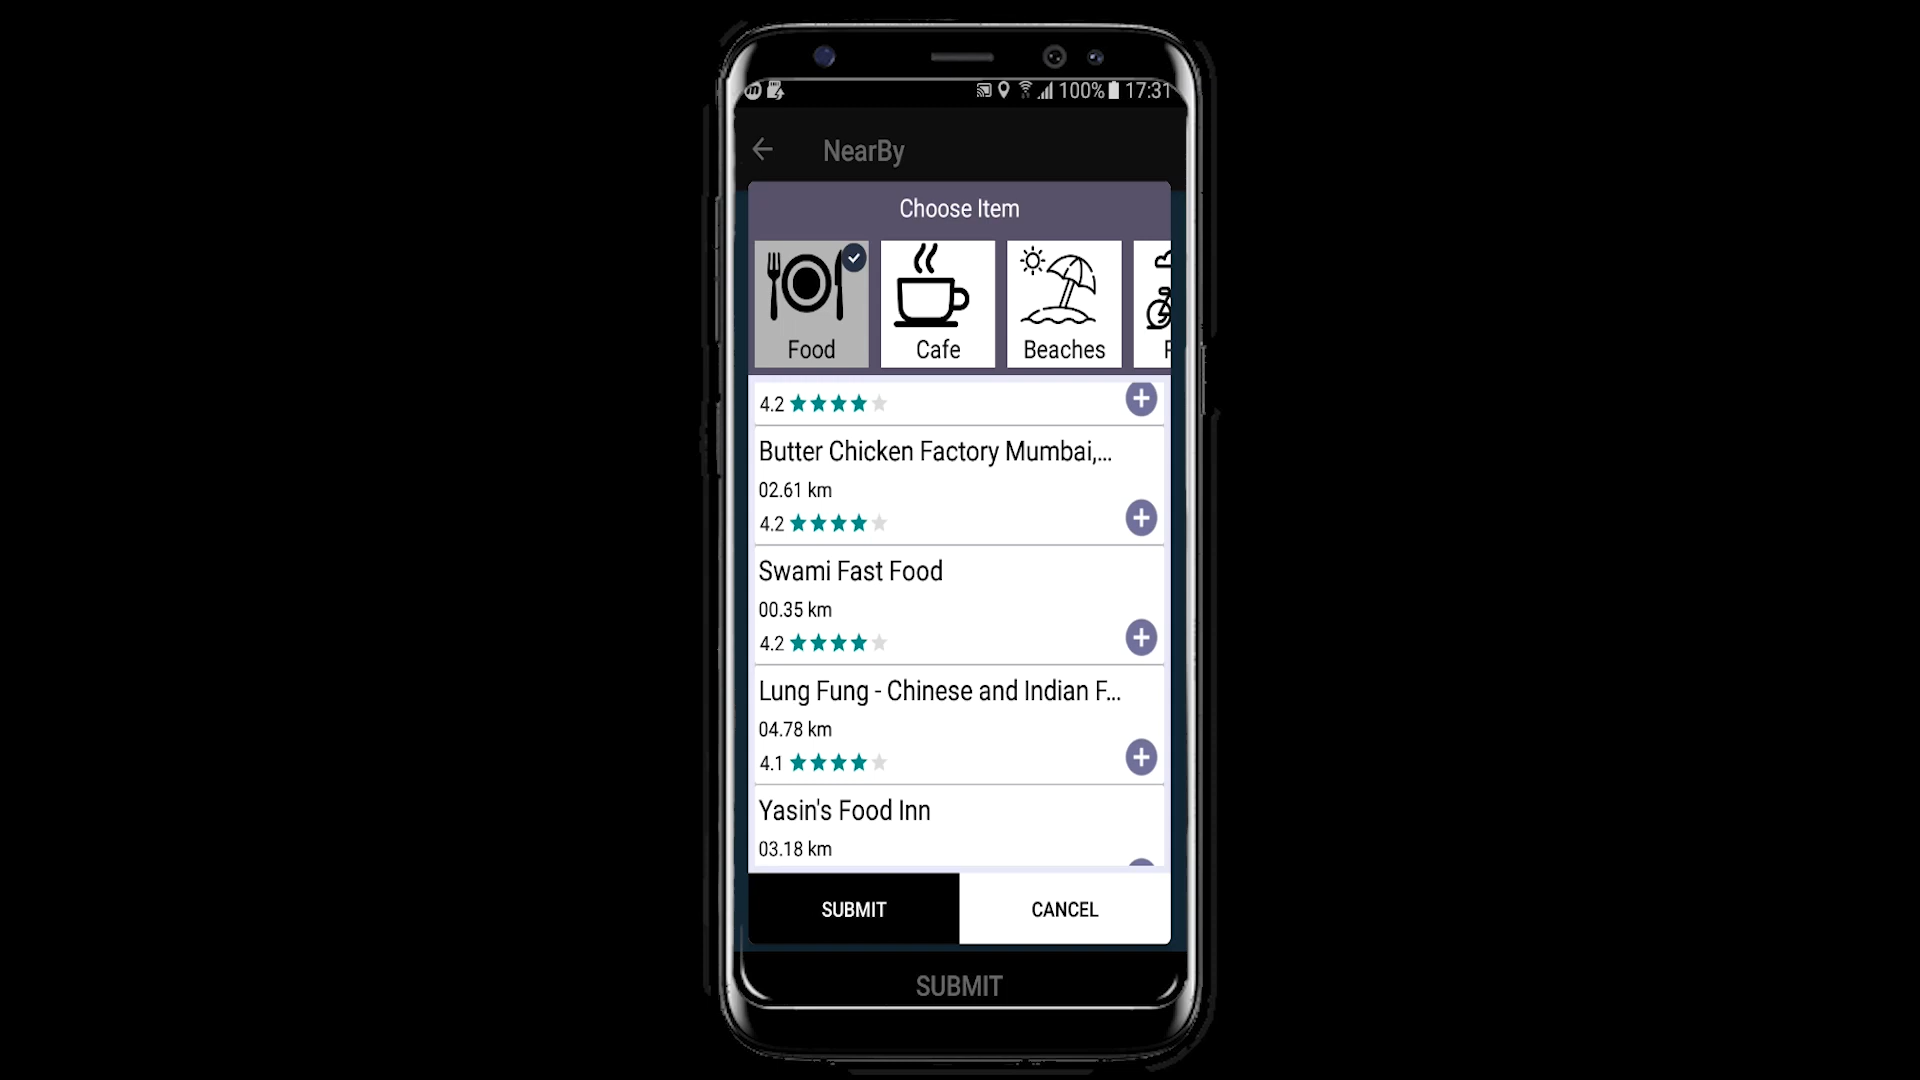 100% 17:31
NearBy
Choose Item
Food Cafe Beaches
4.2
Butter Chicken Factory Mumbai,...
02.61 km
4.2
Swami Fast Food
00.35 km
4.2
Lung Fung - Chinese and Indian F...
04.78 km
4.1
Yasin's Food Inn
03.18 km
SUBMIT CANCEL
SUBMIT